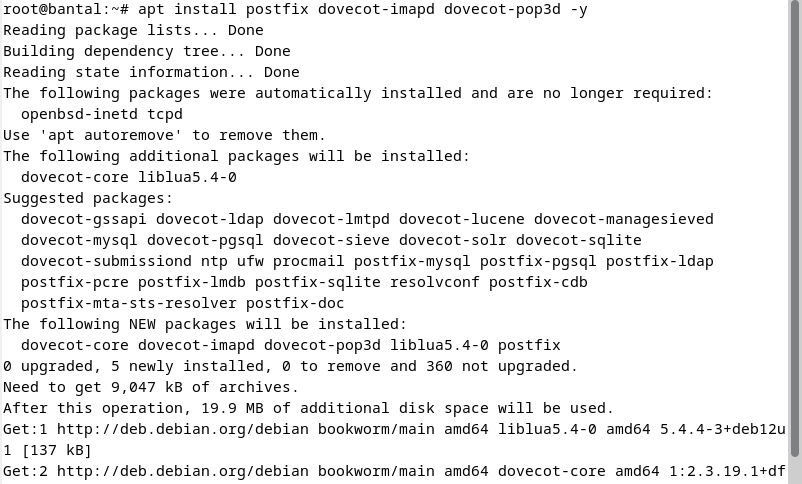 root@bantal:~# apt install postfix dovecot-imapd dovecot-pop3d -y
Reading package lists... Done
Building dependency tree... Done
Reading state information... Done
The following packages were automatically installed and are no longer required:
  openbsd-inetd tcpd
Use 'apt autoremove' to remove them.
The following additional packages will be installed:
  dovecot-core liblua5.4-0
Suggested packages:
  dovecot-gssapi dovecot-ldap dovecot-lmtpd dovecot-lucene dovecot-managesieved
  dovecot-mysql dovecot-pgsql dovecot-sieve dovecot-solr dovecot-sqlite
  dovecot-submissiond ntp ufw procmail postfix-mysql postfix-pgsql postfix-ldap
  postfix-pcre postfix-lmdb postfix-sqlite resolvconf postfix-cdb
  postfix-mta-sts-resolver postfix-doc
The following NEW packages will be installed:
  dovecot-core dovecot-imapd dovecot-pop3d liblua5.4-0 postfix
0 upgraded, 5 newly installed, 0 to remove and 360 not upgraded.
Need to get 9,047 kB of archives.
After this operation, 19.9 MB of additional disk space will be used.
Get:1 http://deb.debian.org/debian bookworm/main amd64 liblua5.4-0 amd64 5.4.4-3+deb12u
1 [137 kB]
Get:2 http://deb.debian.org/debian bookworm/main amd64 dovecot-core amd64 1:2.3.19.1+df